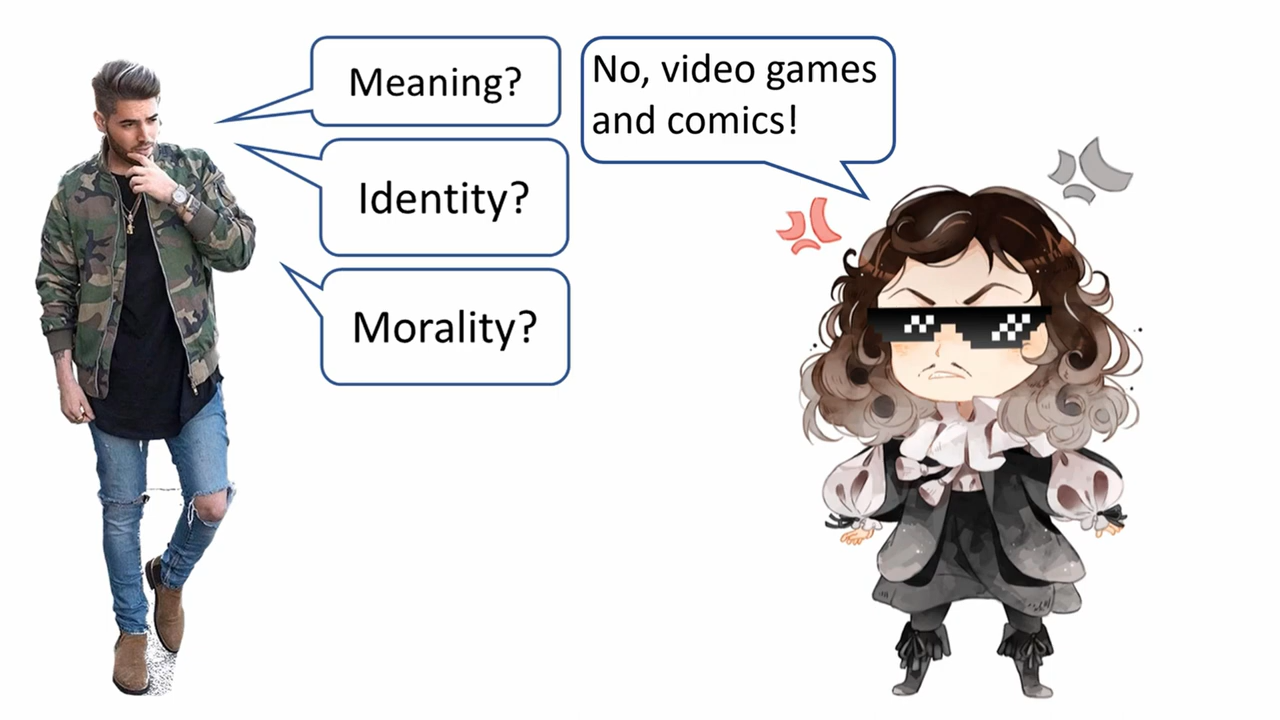 Meaning?
Identity?
Morality?
No, video games
and comics!